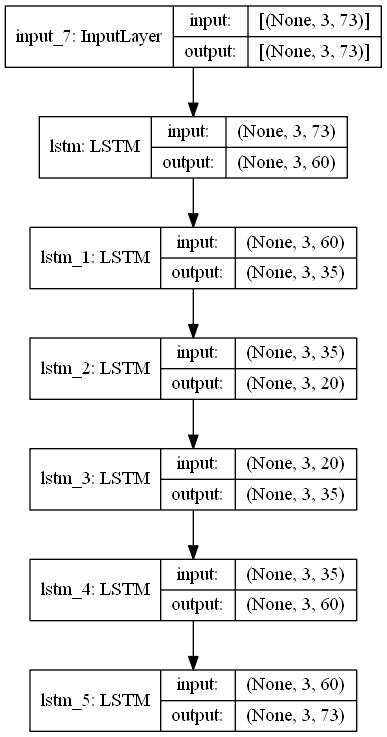 input_7: InputLayer
input: [(None, 3, 73)]
output: [(None, 3, 73)]
lstm: LSTM
input: (None, 3, 73)
output: (None, 3, 60)
lstm_1: LSTM
input: (None, 3, 60)
output: (None, 3, 35)
lstm_2: LSTM
input: (None, 3, 35)
output: (None, 3, 20)
lstm_3: LSTM
input: (None, 3, 20)
output: (None, 3, 35)
lstm_4: LSTM
input: (None, 3, 35)
output: (None, 3, 60)
lstm_5: LSTM
input: (None, 3, 60)
output: (None, 3, 73)